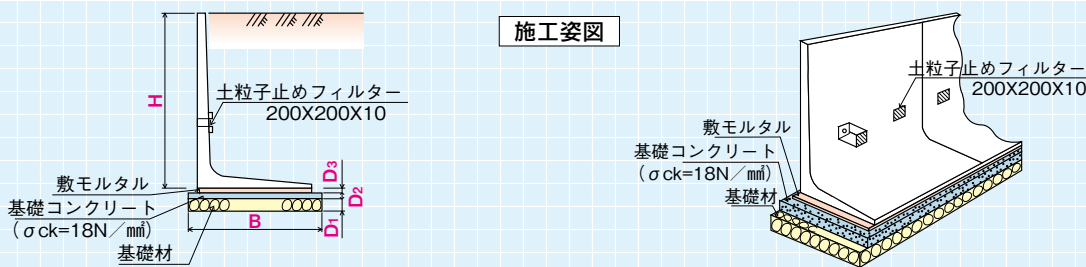 施工姿図
H
土粒子止めフィルター
200X200X10
敷モルタル
基礎コンクリート
(σck=18N/㎟)
基礎材
B
D3
D2
D1
土粒子止めフィルター
200X200X10
敷モルタル
基礎コンクリート
(σck=18N/㎟)
基礎材